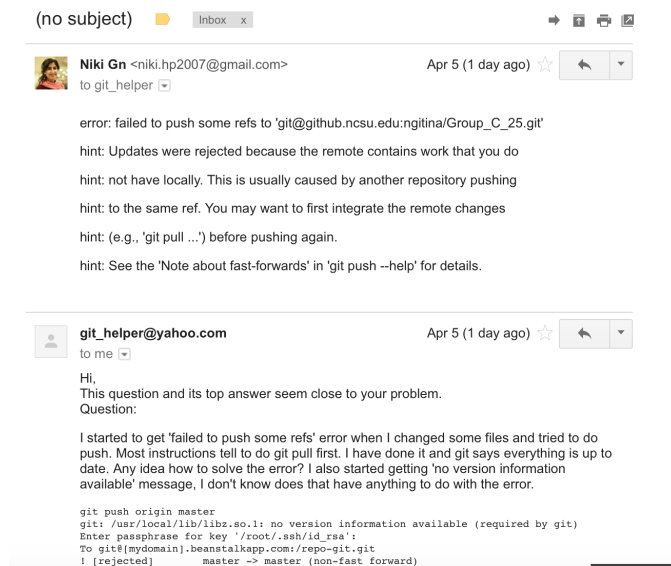 (no subject)
Inbox x
Niki Gn <niki.hp2007@gmail.com>
Apr 5 (1 day ago)
to git_helper
error: failed to push some refs to 'git@github.ncsu.edu:ngitina/Group_C_25.git'
hint: Updates were rejected because the remote contains work that you do
hint: not have locally. This is usually caused by another repository pushing
hint: to the same ref. You may want to first integrate the remote changes
hint: (e.g., 'git pull ...') before pushing again.
hint: See the 'Note about fast-forwards' in 'git push --help' for details.
git_helper@yahoo.com
Apr 5 (1 day ago)
to me
Hi,
This question and its top answer seem close to your problem.
Question:
I started to get 'failed to push some refs' error when I changed some files and tried to do
push. Most instructions tell to do git pull first. I have done it and git says everything is up to
date. Any idea how to solve the error? I also started getting 'no version information
available' message, I don't know does that have anything to do with the error.
git push origin master
git: /usr/local/lib/libz.so.1: no version information available (required by git)
Enter passphrase for key '/root/.ssh/id_rsa':
To git@[mydomain].beanstalkapp.com:/repo-git.git
! [rejected] master -> master (non-fast forward)